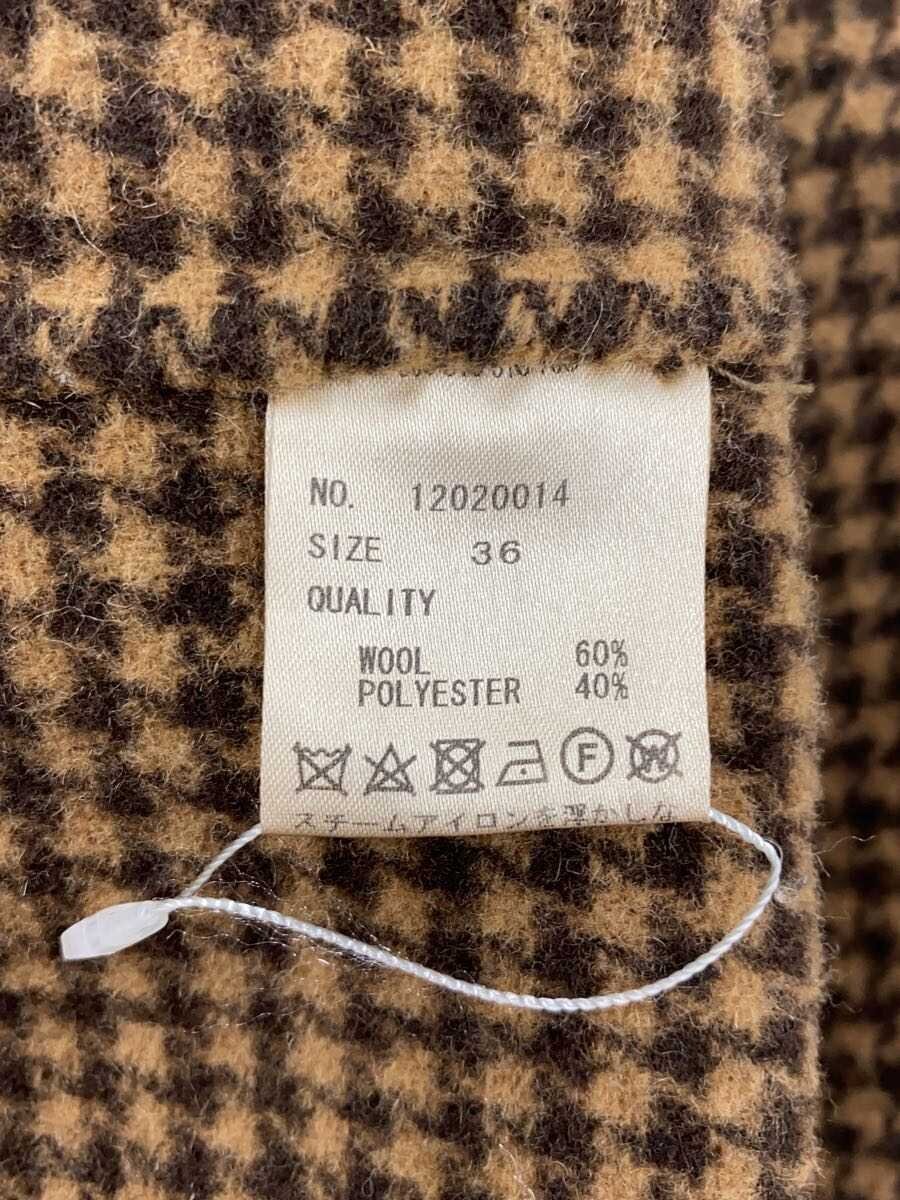 NO. 12020014
SIZE 36
QUALITY
WOOL 60%
POLYESTER 40%
F W
スチームアイロンを浮かしな